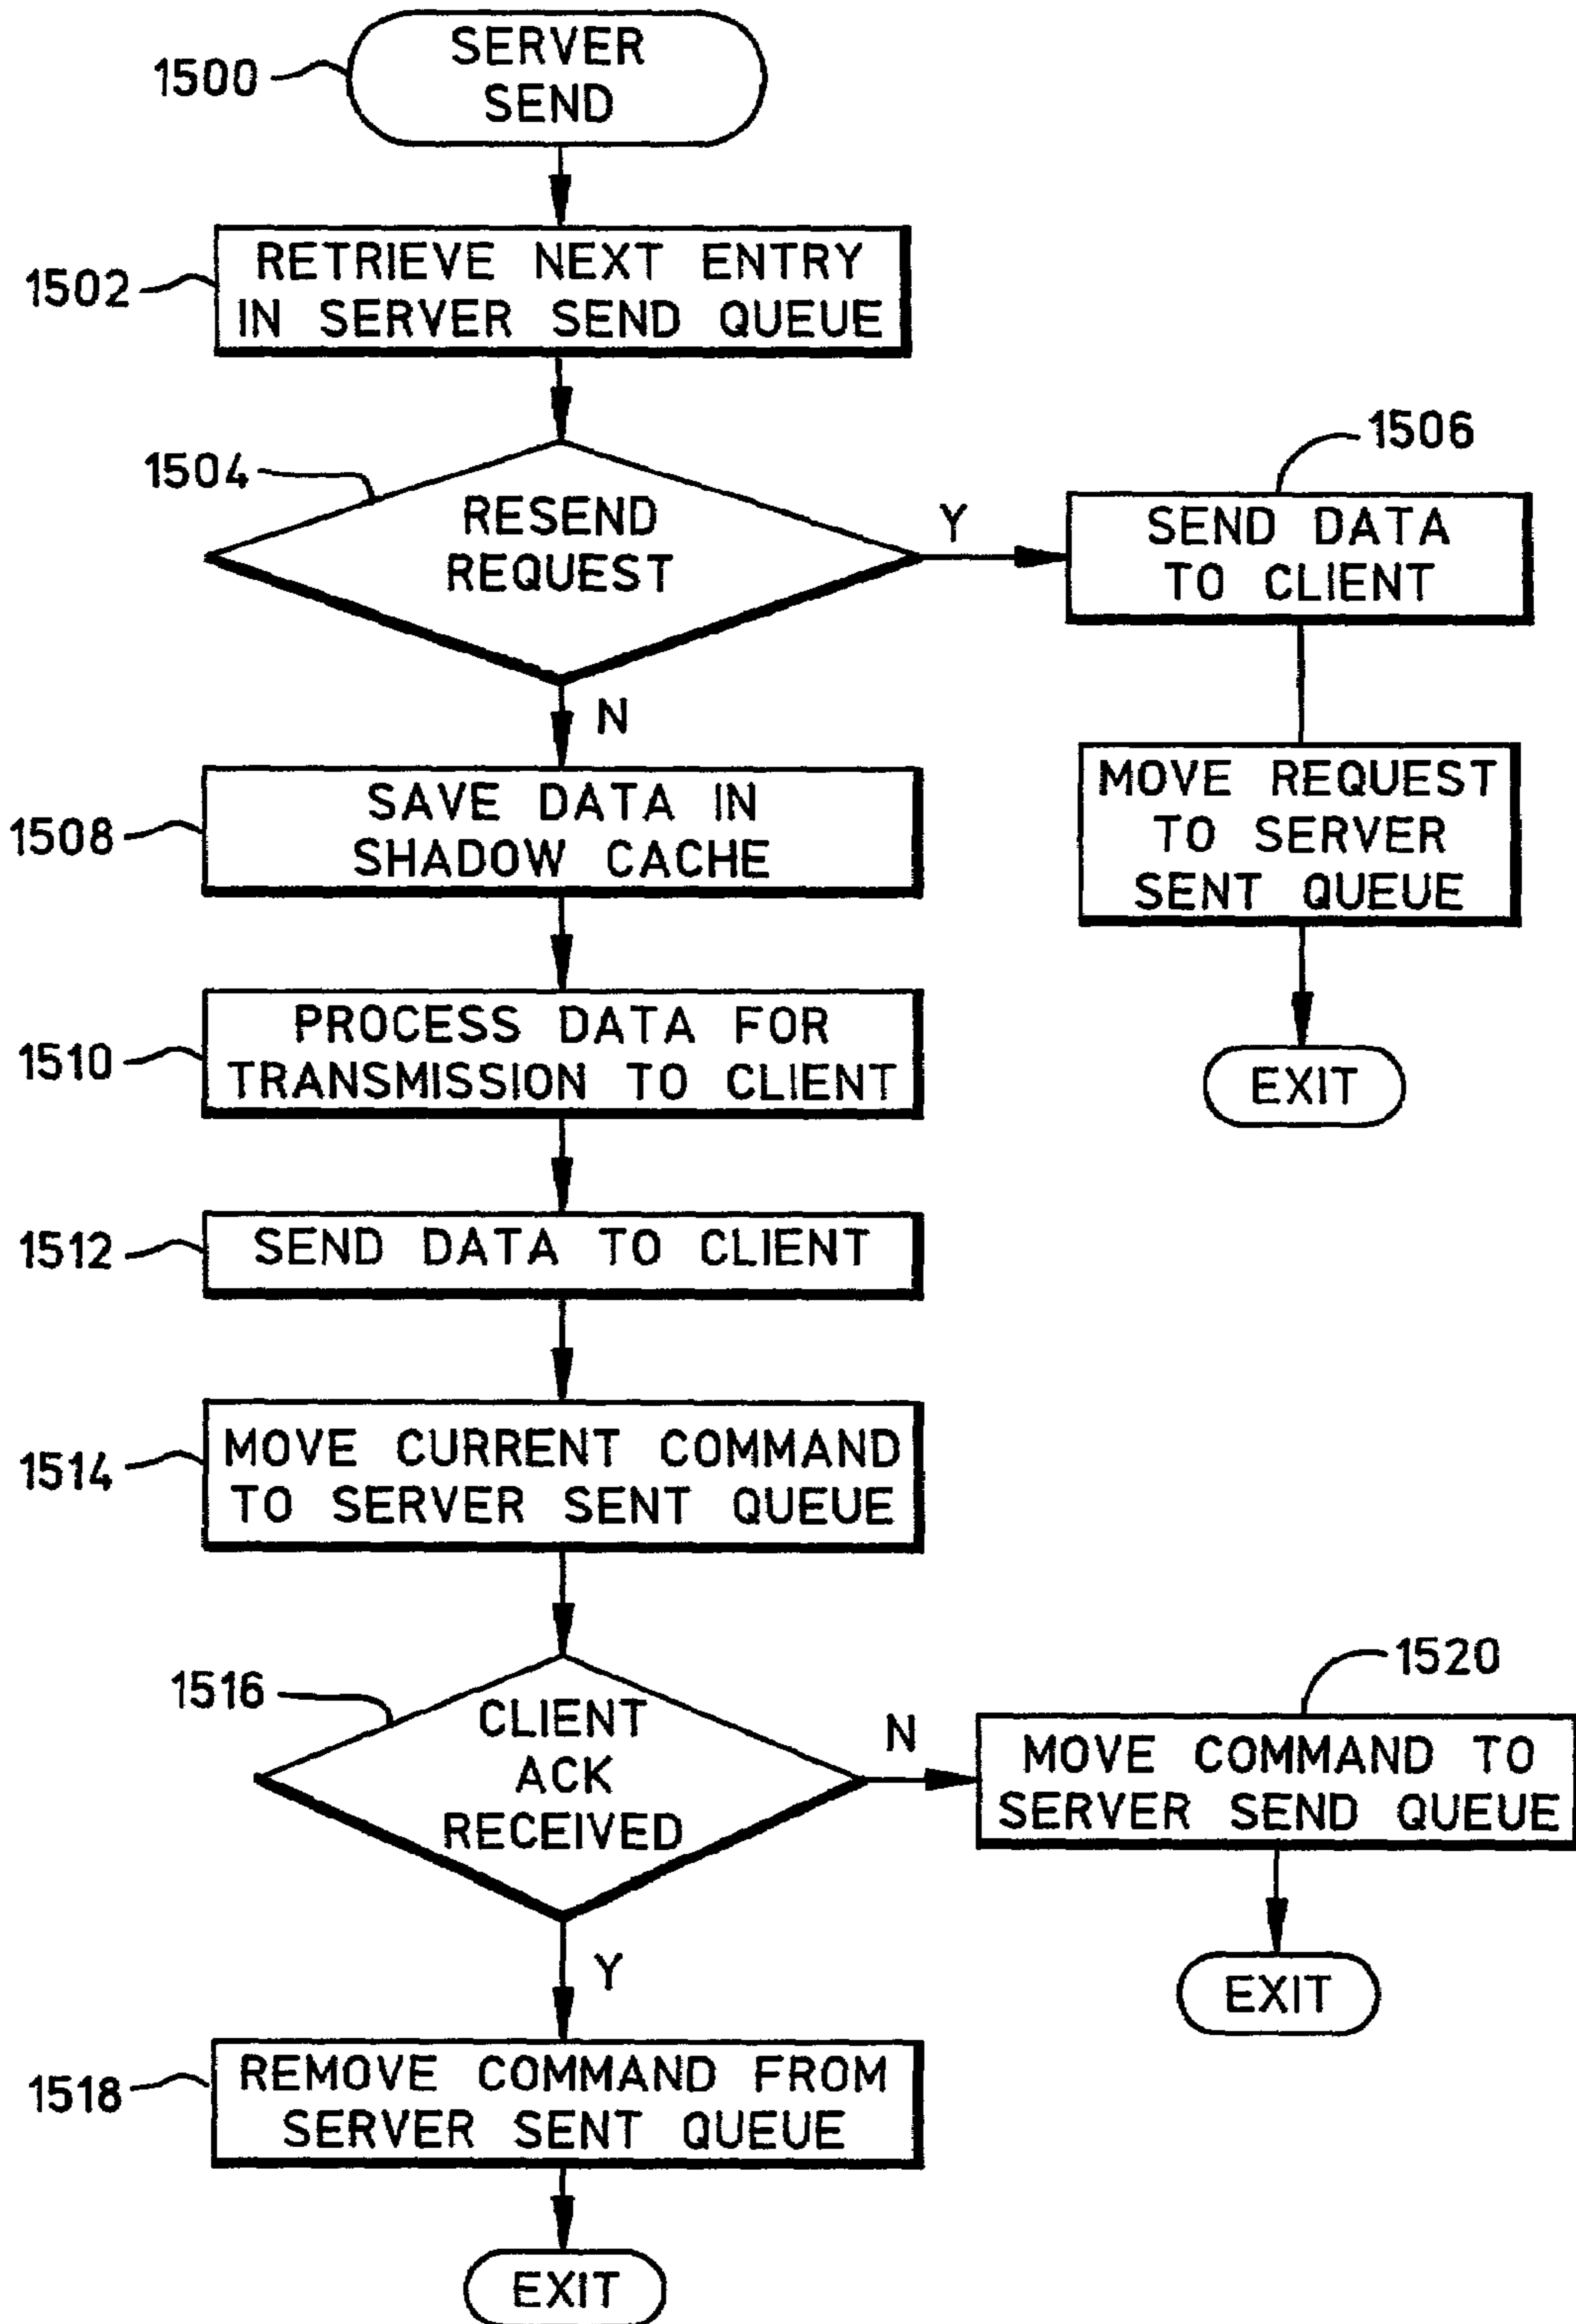 SERVER
SEND
1500
RETRIEVE NEXT ENTRY
IN SERVER SEND QUEUE
1502
1504
RESEND
REQUEST
Y
N
1506
SEND DATA
TO CLIENT
MOVE REQUEST
TO SERVER
SENT QUEUE
EXIT
SAVE DATA IN
SHADOW CACHE
1508
PROCESS DATA FOR
TRANSMISSION TO CLIENT
1510
1512
SEND DATA TO CLIENT
MOVE CURRENT COMMAND
TO SERVER SENT QUEUE
1514
1516
CLIENT
ACK
RECEIVED
N
Y
1520
MOVE COMMAND TO
SERVER SEND QUEUE
EXIT
REMOVE COMMAND FROM
SERVER SENT QUEUE
1518
EXIT